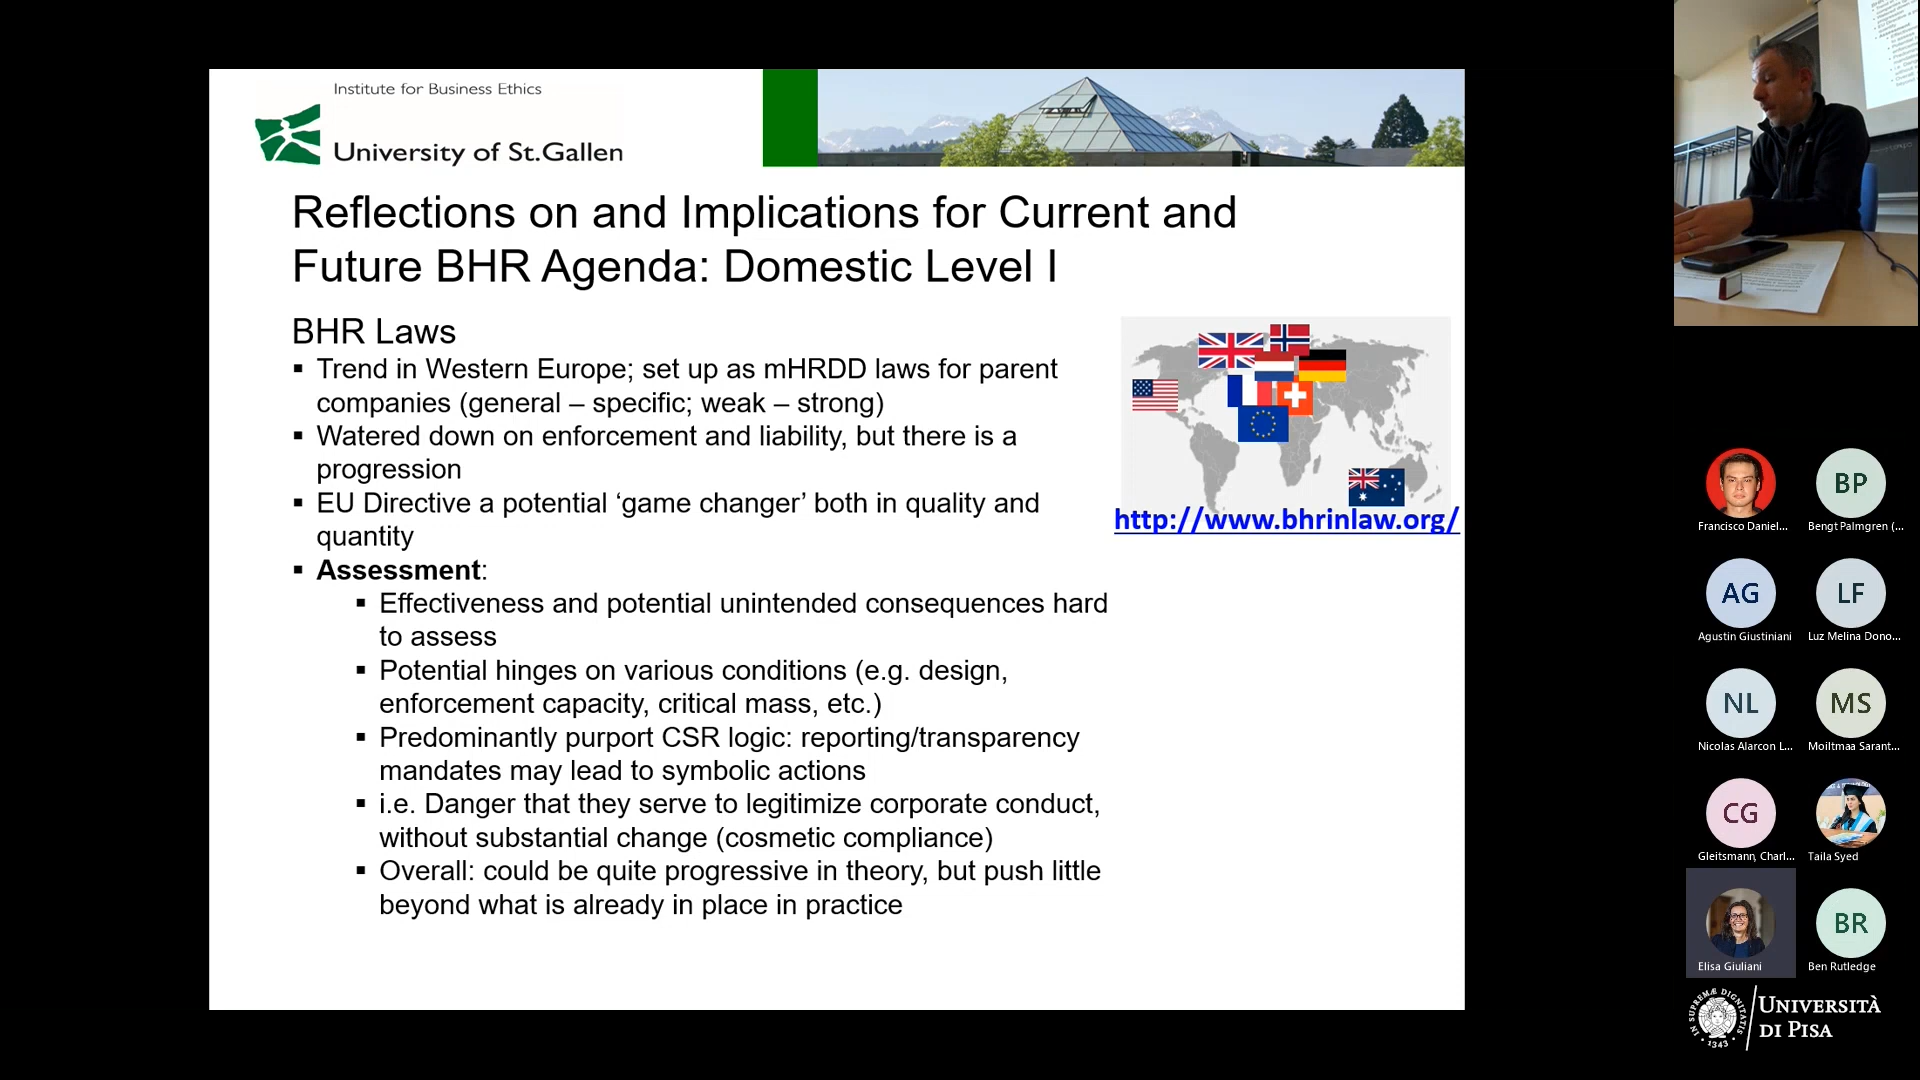 Institute for Business Ethics
University of St.Gallen
Reflections on and Implications for Current and
Future BHR Agenda: Domestic Level I
BHR Laws
▪ Trend in Western Europe; set up as mHRDD laws for parent
companies (general – specific; weak – strong)
▪ Watered down on enforcement and liability, but there is a
progression
▪ EU Directive a potential ‘game changer’ both in quality and
quantity
▪ Assessment:
▪ Effectiveness and potential unintended consequences hard
to assess
▪ Potential hinges on various conditions (e.g. design,
enforcement capacity, critical mass, etc.)
▪ Predominantly purport CSR logic: reporting/transparency
mandates may lead to symbolic actions
▪ i.e. Danger that they serve to legitimize corporate conduct,
without substantial change (cosmetic compliance)
▪ Overall: could be quite progressive in theory, but push little
beyond what is already in place in practice
http://www.bhrinlaw.org/
Francisco Daniel...
BP
Bengt Palmgren (...
AG
Agustin Giustiniani
LF
Luz Melina Dono...
NL
Nicolas Alarcon L...
MS
Moiltmaa Sarant...
CG
Gleitsmann, Charl...
Taila Syed
Elisa Giuliani
BR
Ben Rutledge
IN SUPREMÆ DIGNITATIS
1343
UNIVERSITÀ
DI PISA